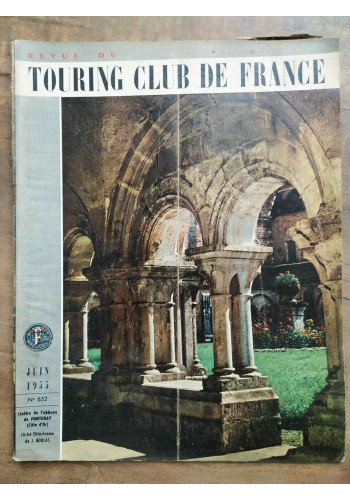 REVUE DU
TOURING CLUB DE FRANCE
JUIN
1955
N° 652
Cloître de l'abbaye
de FONTENAY
(Côte d'Or)
Cliché Ektachrome
de J. BOULAS.